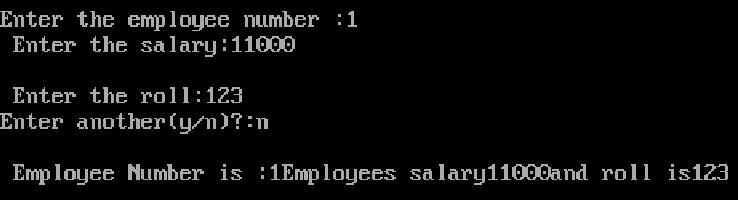 Enter the employee number :1
Enter the salary:11000
Enter the roll:123
Enter another(y/n)?:n
Employee Number is :1Employees salary11000and roll is123